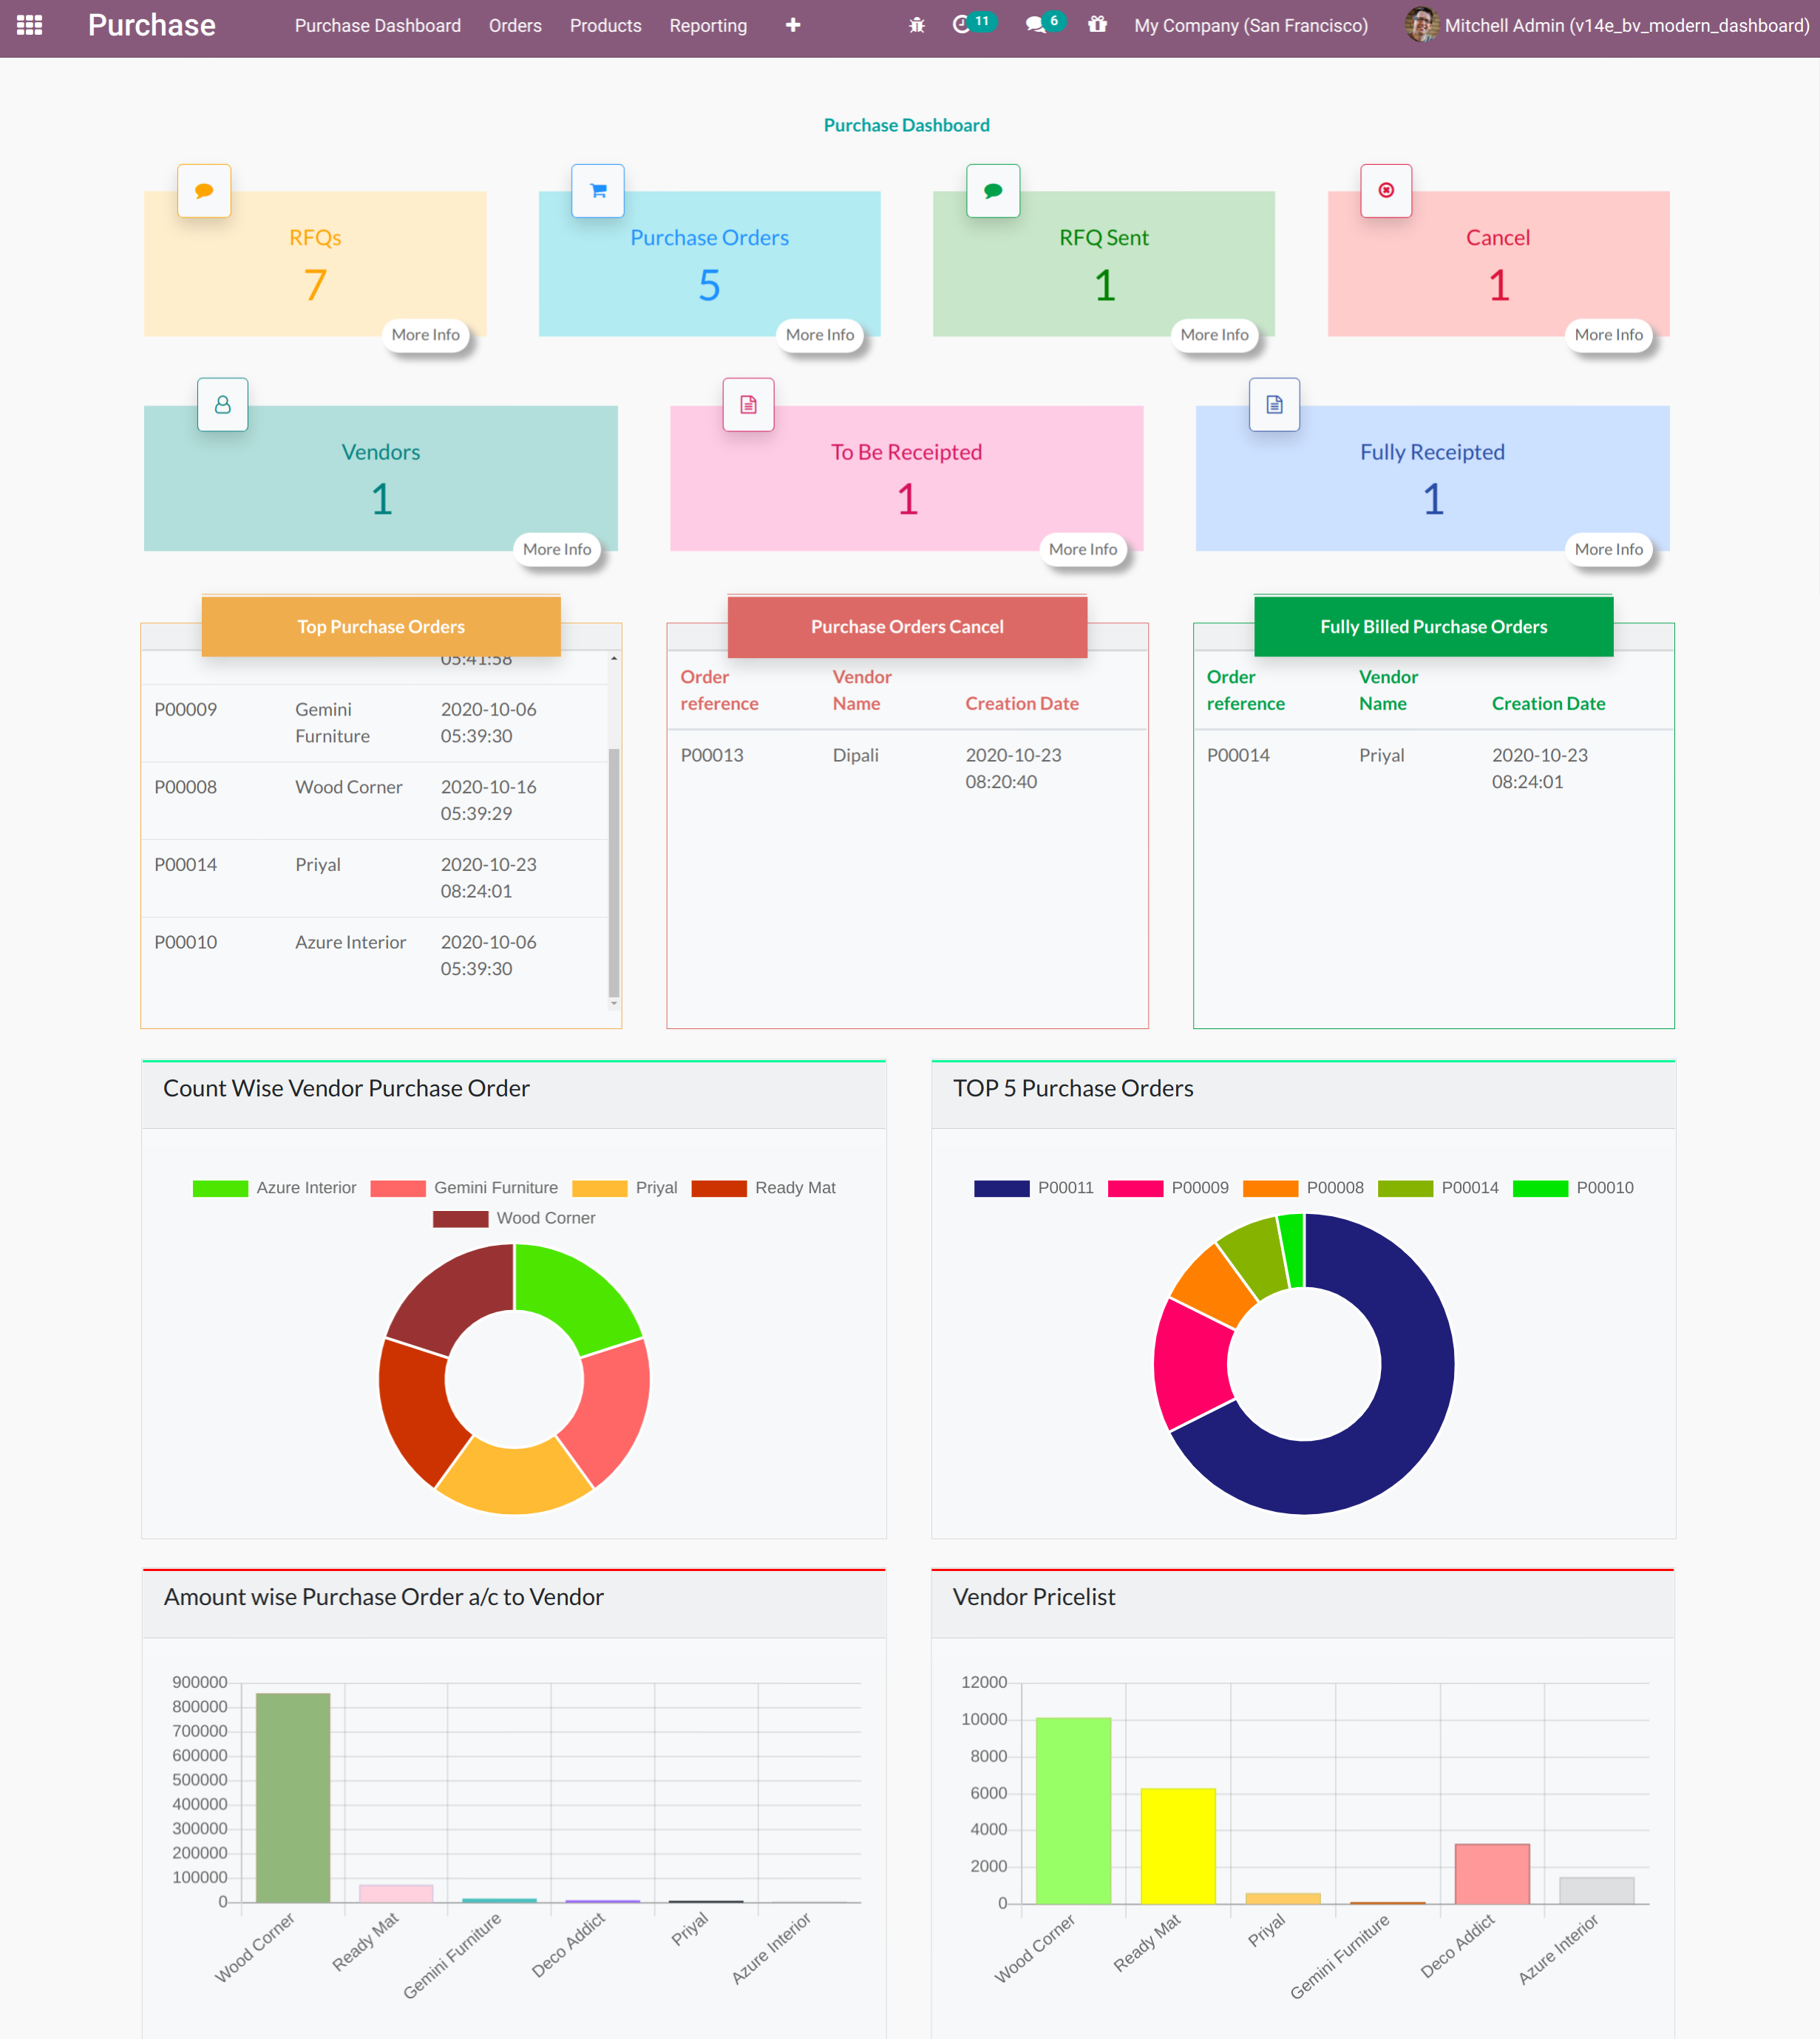 Purchase Purchase Dashboard Orders Products Reporting 11 6 My Company (San Francisco) Mitchell Admin (v14e_bv_modern_dashboard)
Purchase Dashboard
RFQs Purchase Orders RFQ Sent Cancel
7 5 1 1
More Info More Info More Info More Info
Vendors To Be Receipted Fully Receipted
1 1 1
More Info More Info More Info
Top Purchase Orders
05:41:58
P00009 Gemini 2020-10-06
Furniture 05:39:30
P00008 Wood Corner 2020-10-16
05:39:29
P00014 Priyal 2020-10-23
08:24:01
P00010 Azure Interior 2020-10-06
05:39:30
Purchase Orders Cancel
Order Vendor
reference Name Creation Date
P00013 Dipali 2020-10-23
08:20:40
Fully Billed Purchase Orders
Order Vendor
reference Name Creation Date
P00014 Priyal 2020-10-23
08:24:01
Count Wise Vendor Purchase Order
Azure Interior Gemini Furniture Priyal Ready Mat
Wood Corner
TOP 5 Purchase Orders
P00011 P00009 P00008 P00014 P00010
Amount wise Purchase Order a/c to Vendor
900000
800000
700000
600000
500000
400000
300000
200000
100000
0
Wood Corner
Ready Mat
Gemini Furniture
Deco Addict
Priyal
Azure Interior
Vendor Pricelist
12000
10000
8000
6000
4000
2000
0
Wood Corner
Ready Mat
Priyal
Gemini Furniture
Deco Addict
Azure Interior